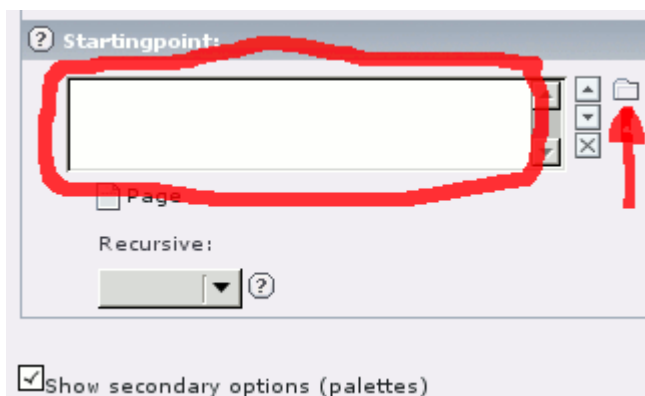 Startingpoint:
Page
Recursive:
Show secondary options (palettes)